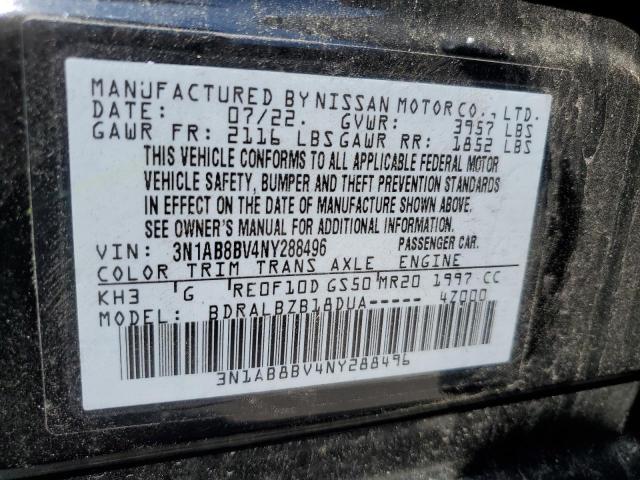 MANUFACTURED BY NISSAN MOTOR CO., LTD.
DATE: 07/22. GVWR: 3957 LBS
GAWR FR: 2116 LBS GAWR RR: 1852 LBS
THIS VEHICLE CONFORMS TO ALL APPLICABLE FEDERAL MOTOR
VEHICLE SAFETY, BUMPER AND THEFT PREVENTION STANDARDS
IN EFFECT ON THE DATE OF MANUFACTURE SHOWN ABOVE.
SEE OWNER'S MANUAL FOR ADDITIONAL INFORMATION.
VIN: 3N1AB8BV4NY288496 PASSENGER CAR.
COLOR TRIM TRANS AXLE ENGINE
KH3 G RE0F10D GS50 MR20 1997 CC
MODEL: BDRALBZB18DUA----- 4Z000
3N1AB8BV4NY288496